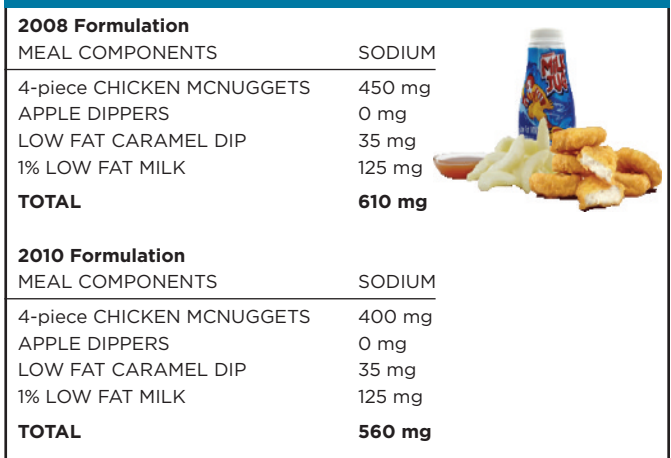 2008 Formulation
MEAL COMPONENTS SODIUM
4-piece CHICKEN MCNUGGETS 450 mg
APPLE DIPPERS 0 mg
LOW FAT CARAMEL DIP 35 mg
1% LOW FAT MILK 125 mg
TOTAL 610 mg
MILK
JUG
2010 Formulation
MEAL COMPONENTS SODIUM
4-piece CHICKEN MCNUGGETS 400 mg
APPLE DIPPERS 0 mg
LOW FAT CARAMEL DIP 35 mg
1% LOW FAT MILK 125 mg
TOTAL 560 mg